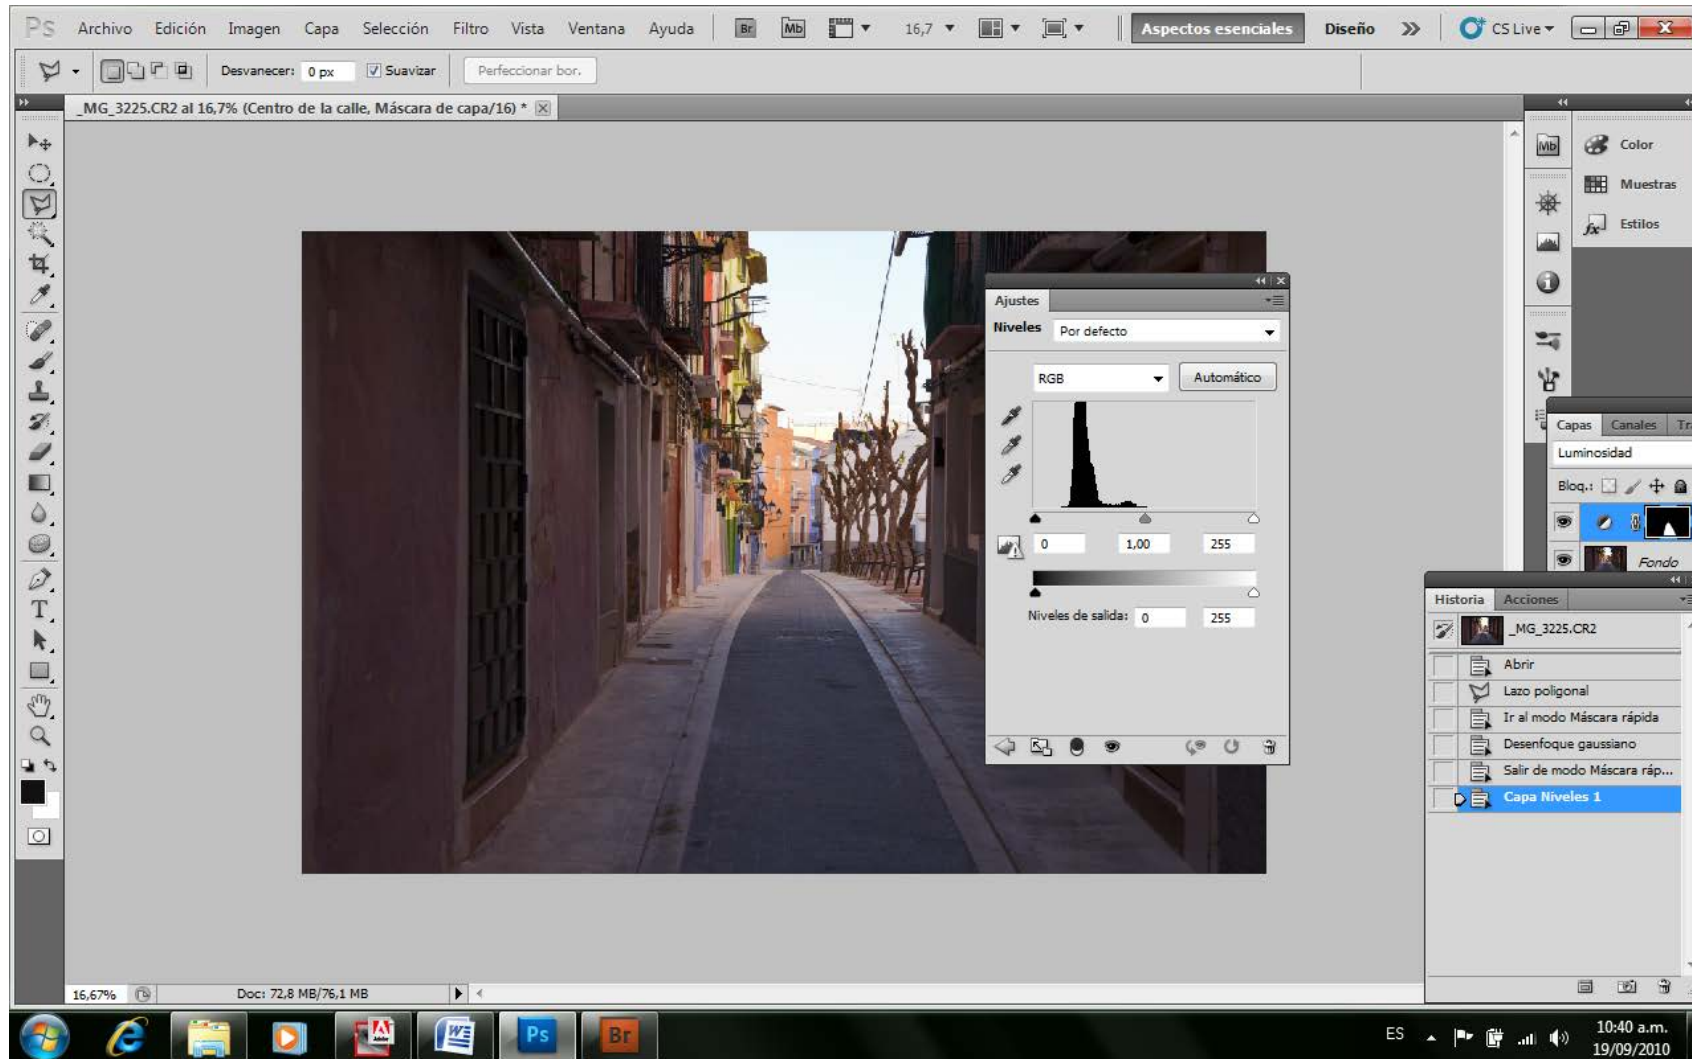 Ps Archivo Edición Imagen Capa Selección Filtro Vista Ventana Ayuda Br Mb 16,7 Aspectos esenciales Diseño CS Live
Desvanecer: 0 px Suavizar Perfeccionar bor.
_MG_3225.CR2 al 16,7% (Centro de la calle, Máscara de capa/16) *
Mb Color
Muestras
Estilos
Ajustes
Niveles Por defecto
RGB Automático
0 1,00 255
Niveles de salida: 0 255
Capas Canales
Luminosidad
Bloq.:
Fondo
Historia Acciones
_MG_3225.CR2
Abrir
Lazo poligonal
Ir al modo Máscara rápida
Desenfoque gaussiano
Salir de modo Máscara ráp...
Capa Niveles 1
16,67% Doc: 72,8 MB/76,1 MB
Ps Br ES 10:40 a.m.
19/09/2010